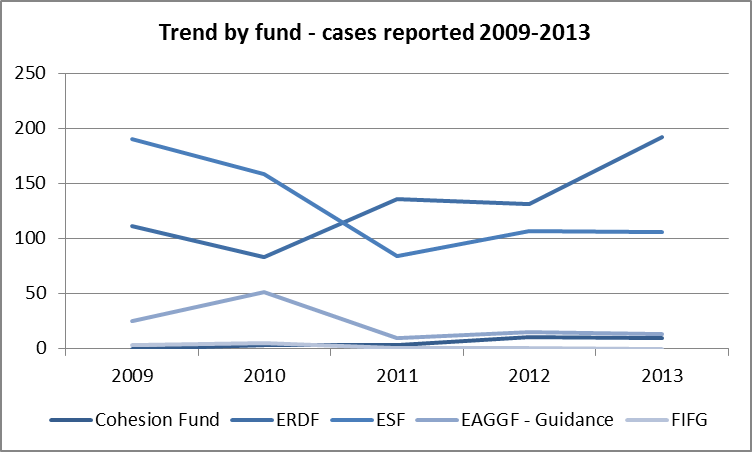 Trend by fund - cases reported 2009-2013
250
200
150
100
50
0
2009 2010 2011 2012 2013
Cohesion Fund ERDF ESF EAGGF - Guidance FIFG